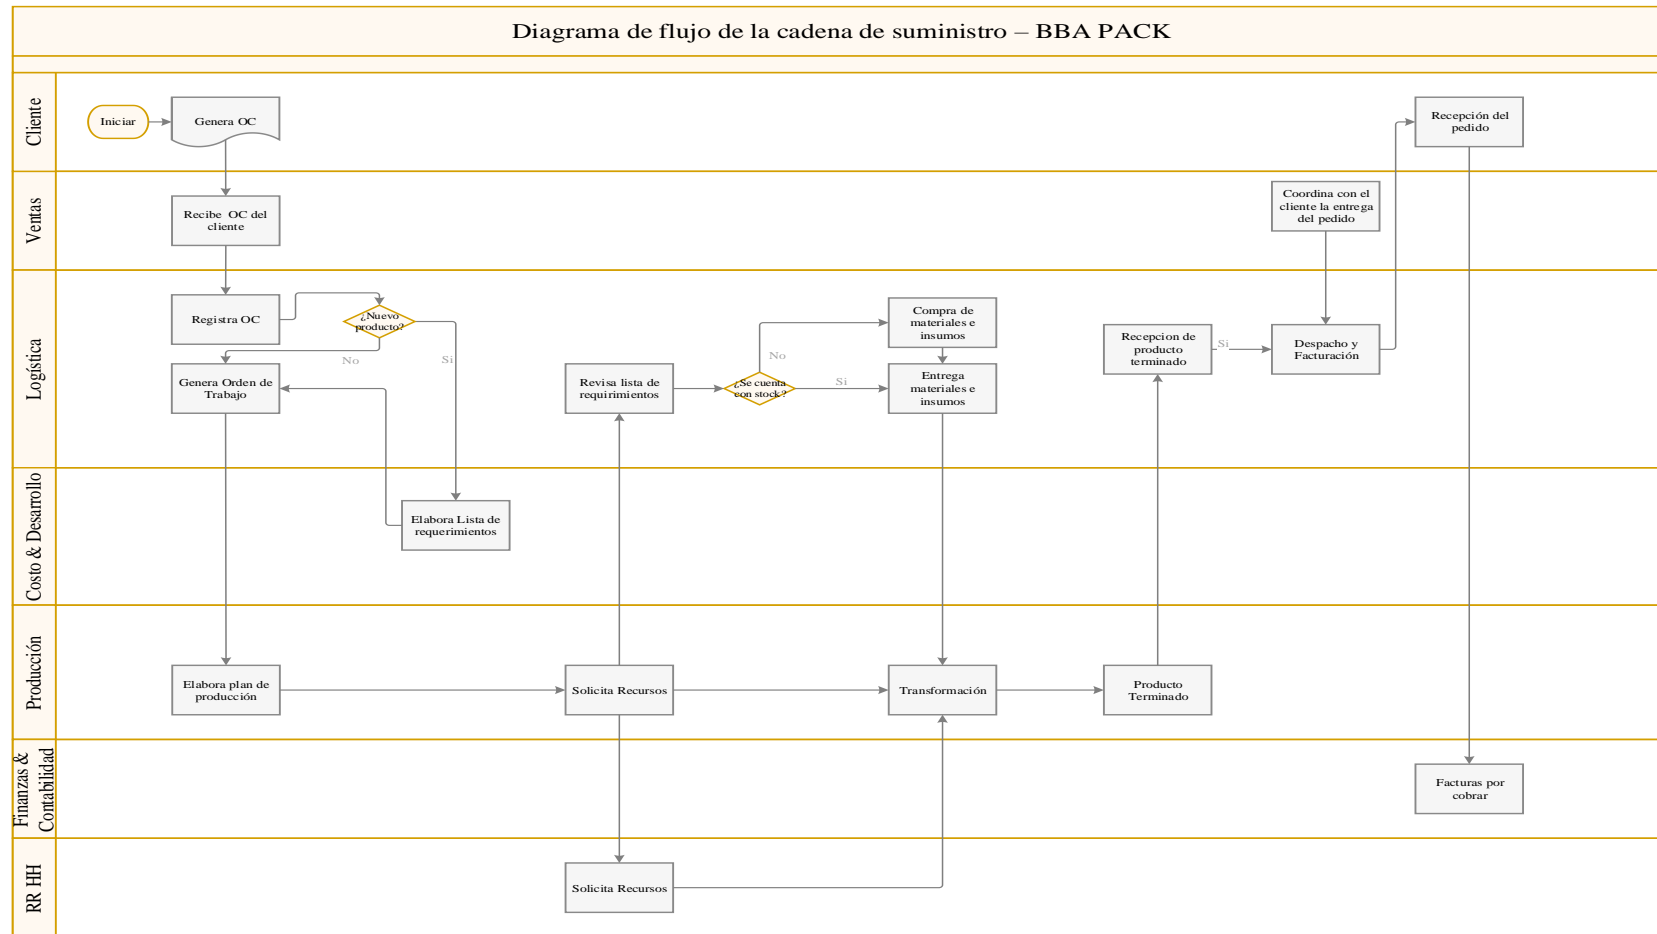 Diagrama de flujo de la cadena de suministro – BBA PACK
Cliente
Iniciar
Genera OC
Recepción del
pedido
Ventas
Recibe OC del
cliente
Coordina con el
cliente la entrega
del pedido
Logística
Registra OC
¿Nuevo
producto?
No
Si
Genera Orden de
Trabajo
Revisa lista de
requirimientos
¿Se cuenta
con stock?
No
Si
Compra de
materiales e
insumos
Entrega
materiales e
insumos
Recepcion de
producto
terminado
Si
Despacho y
Facturación
Costo & Desarrollo
Elabora Lista de
requerimientos
Producción
Elabora plan de
producción
Solicita Recursos
Transformación
Producto
Terminado
Finanzas &
Contabilidad
Facturas por
cobrar
RR HH
Solicita Recursos